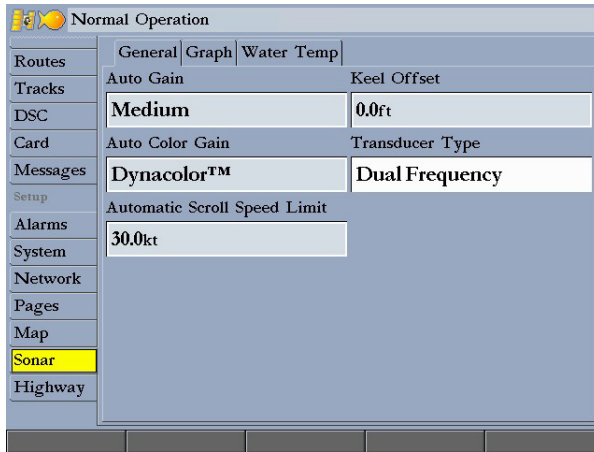 Normal Operation
Routes
Tracks
DSC
Card
Messages
Setup
Alarms
System
Network
Pages
Map
Sonar
Highway
General Graph Water Temp
Auto Gain
Medium
Keel Offset
0.0ft
Auto Color Gain
Dynacolor™
Transducer Type
Dual Frequency
Automatic Scroll Speed Limit
30.0kt